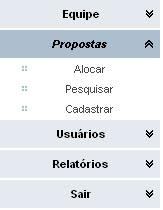 Equipe
Propostas
Alocar
Pesquisar
Cadastrar
Usuários
Relatórios
Sair